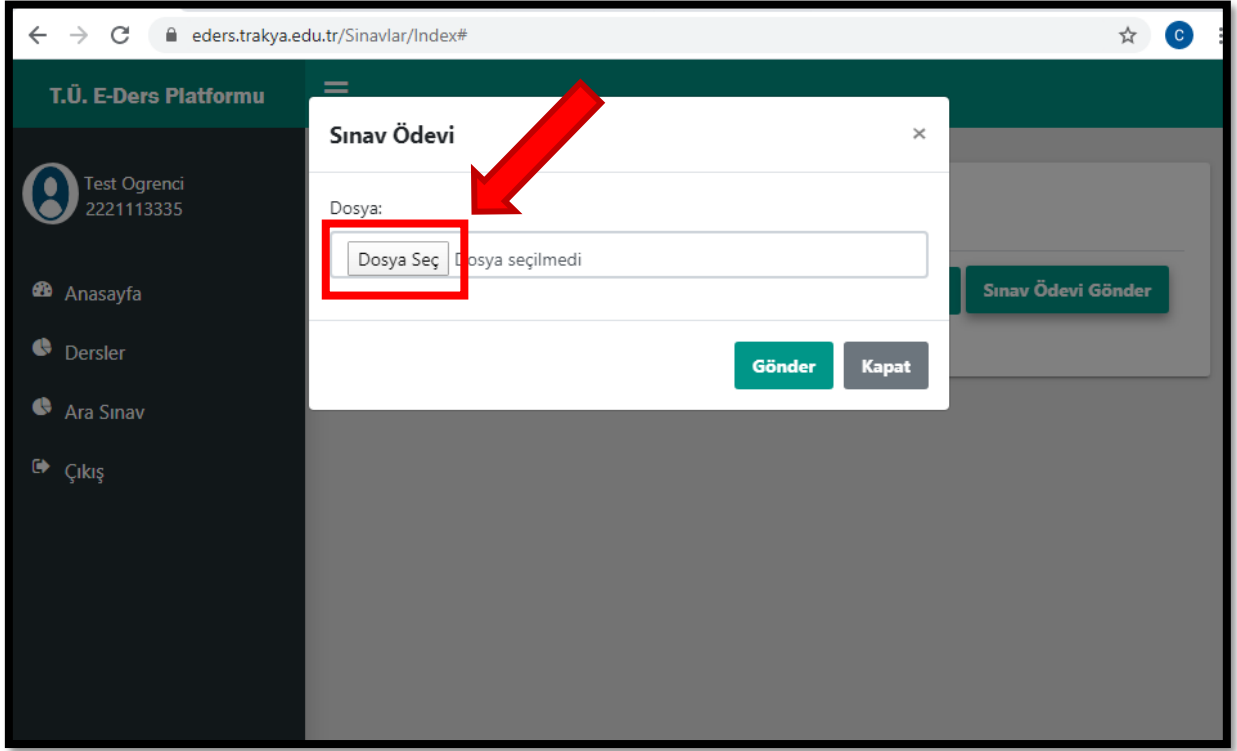 eders.trakya.edu.tr/Sinavlar/Index#
C
T.Ü. E-Ders Platformu
Sınav Ödevi
×
Test Ogrenci
2221113335
Dosya:
Dosya Seç
Dosya seçilmedi
Anasayfa
Sınav Ödevi Gönder
Dersler
Gönder
Kapat
Ara Sınav
Çıkış